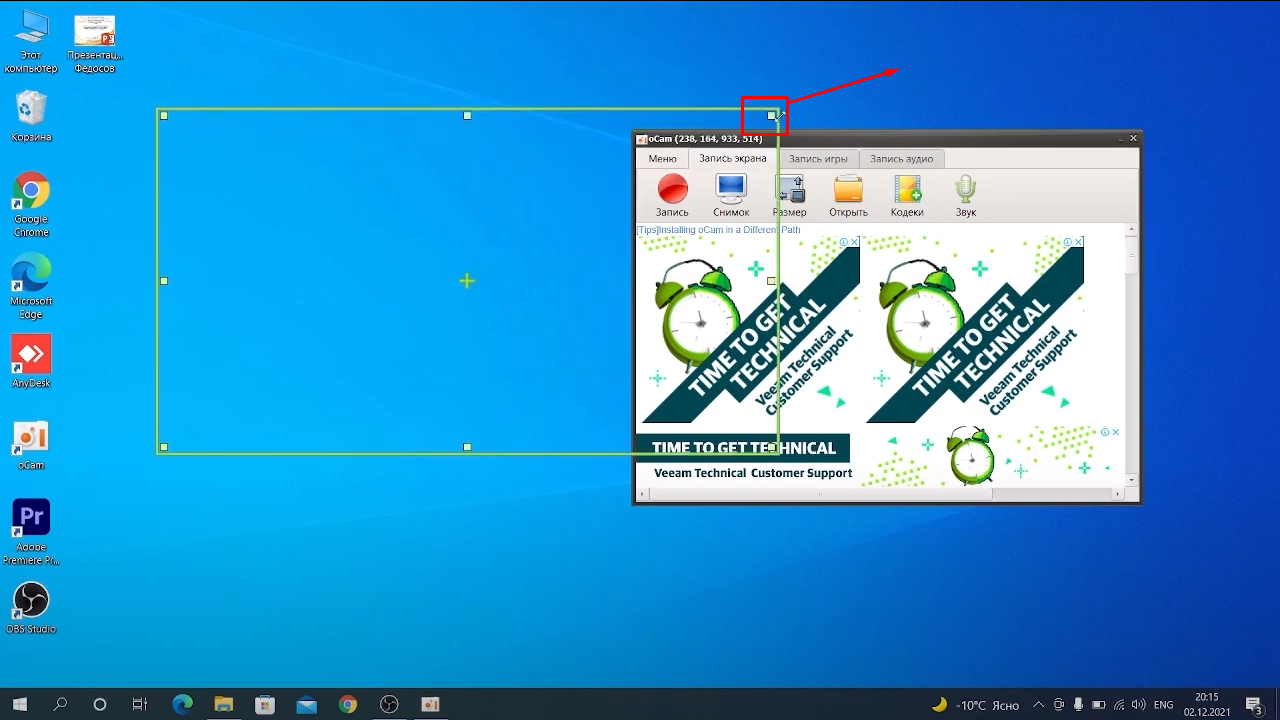 Этот
компьютер
Презентац...
Федосов
Корзина
Google
Chrome
Microsoft
Edge
AnyDesk
oCam
Pr
Adobe
Premiere Pr...
OBS Studio
oCam (238, 164, 933, 514)
Меню
Запись экрана
Запись игры
Запись аудио
Запись
Снимок
Размер
Открыть
Кодеки
Звук
[Tips]Installing oCam in a Different Path
TIME TO GET
TECHNICAL
Veeam Technical
Customer Support
TIME TO GET
TECHNICAL
Veeam Technical
Customer Support
TIME TO GET TECHNICAL
Veeam Technical Customer Support
-10°C Ясно
ENG
20:15
02.12.2021
3